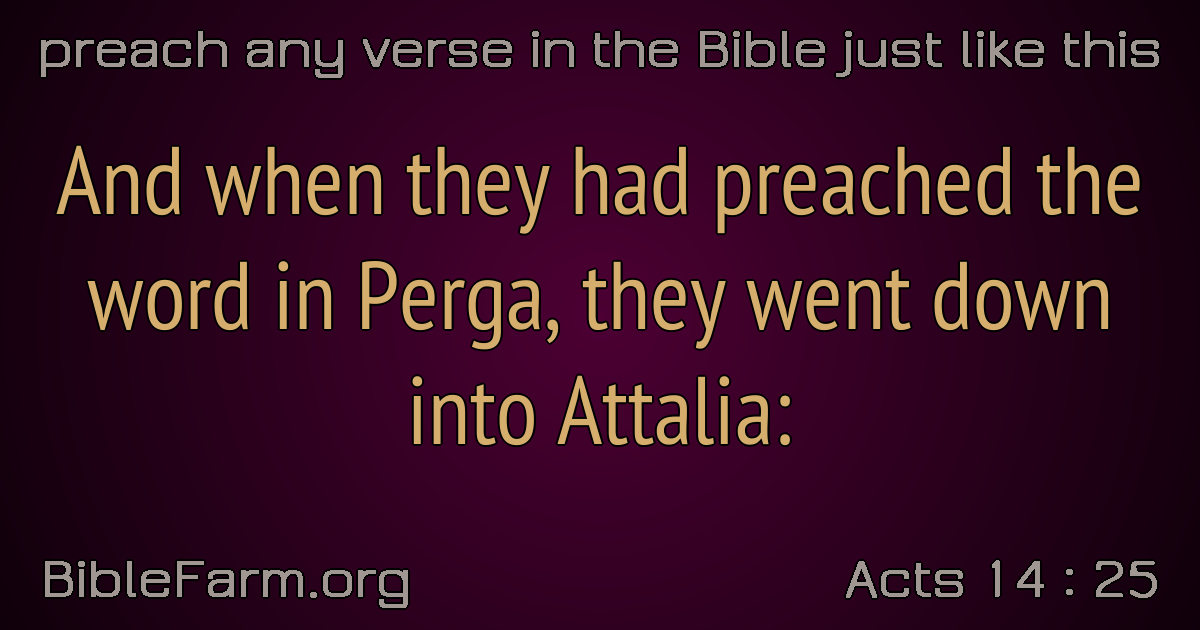 preach any verse in the Bible just like this
And when they had preached the
word in Perga, they went down
into Attalia:
BibleFarm.org
Acts 14 : 25